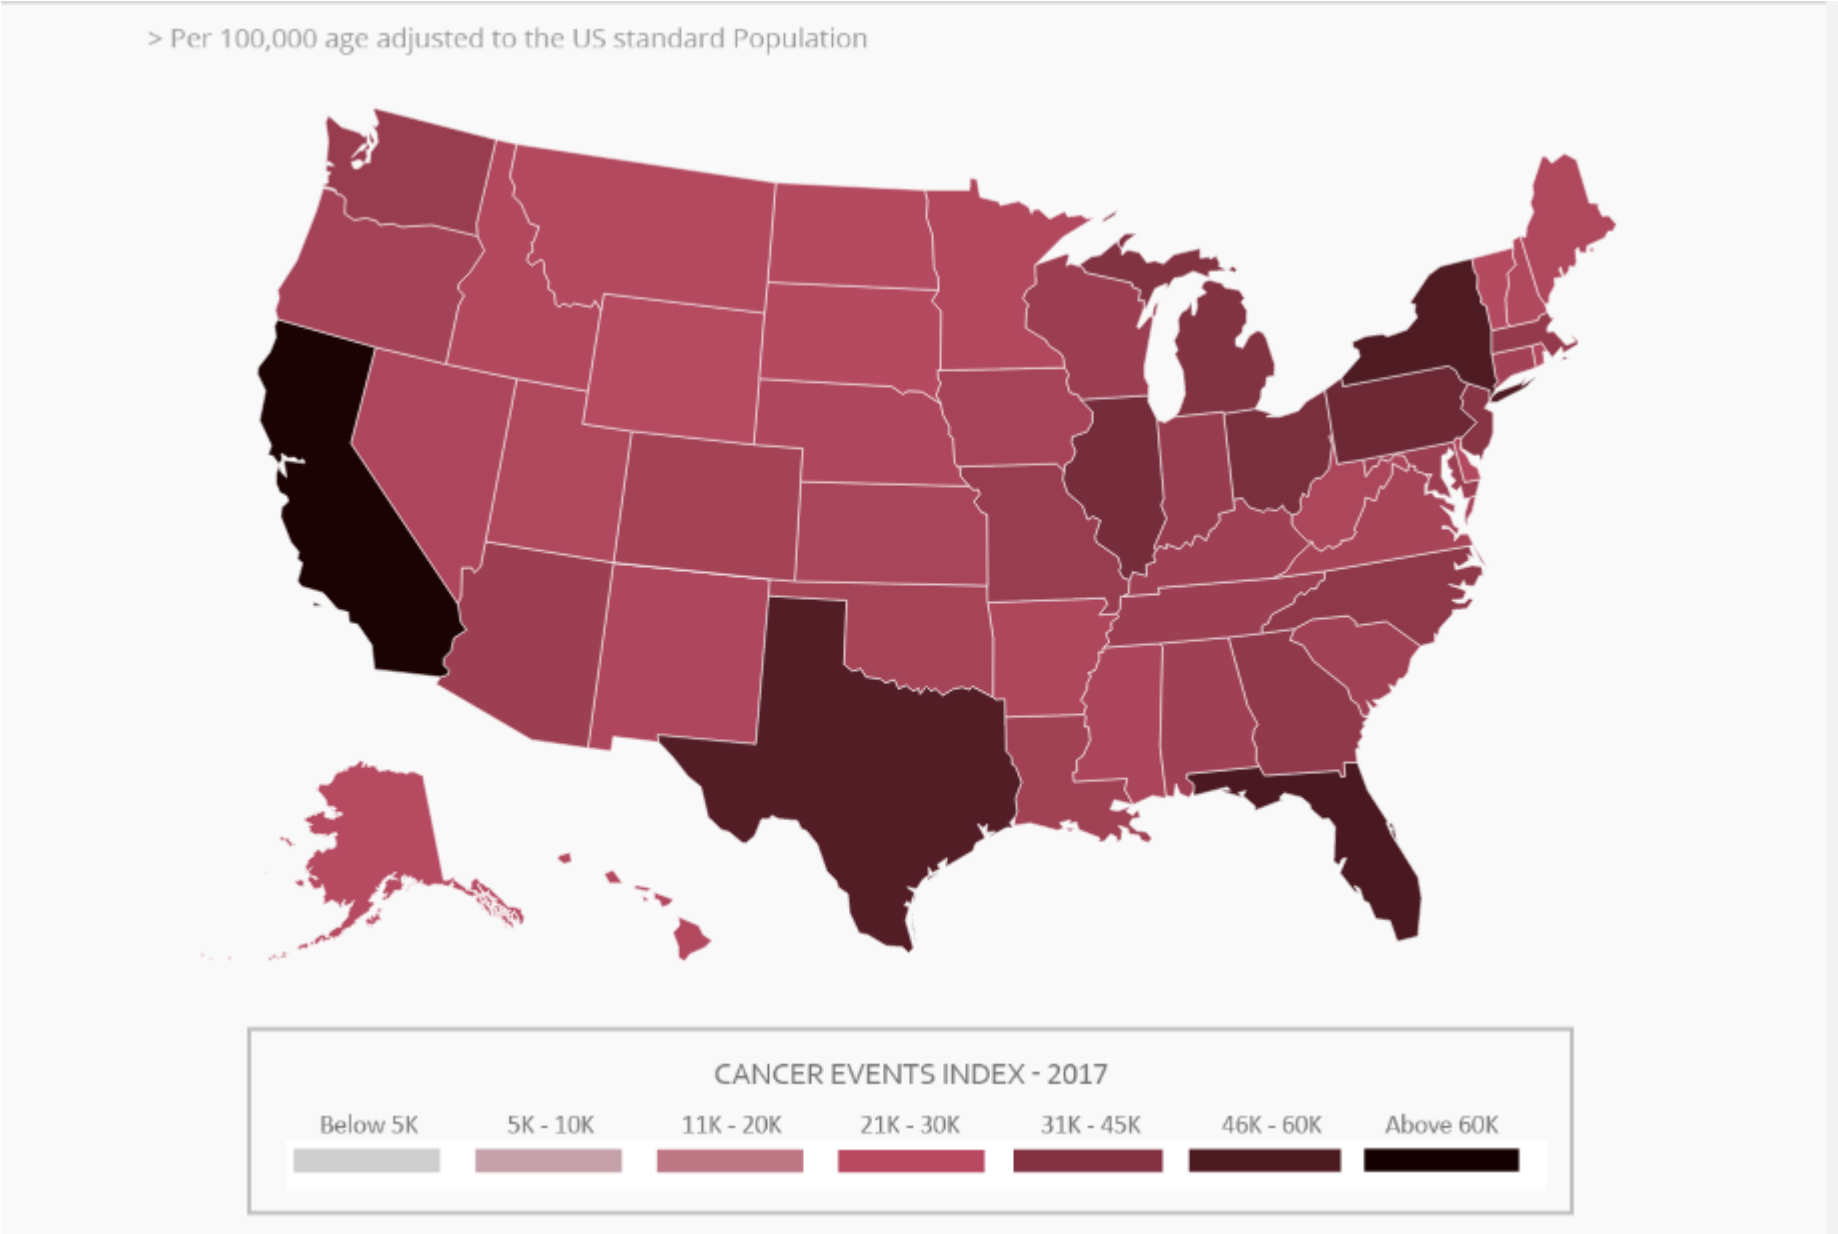 > Per 100,000 age adjusted to the US standard Population
CANCER EVENTS INDEX - 2017
Below 5K 5K - 10K 11K - 20K 21K - 30K 31K - 45K 46K - 60K Above 60K